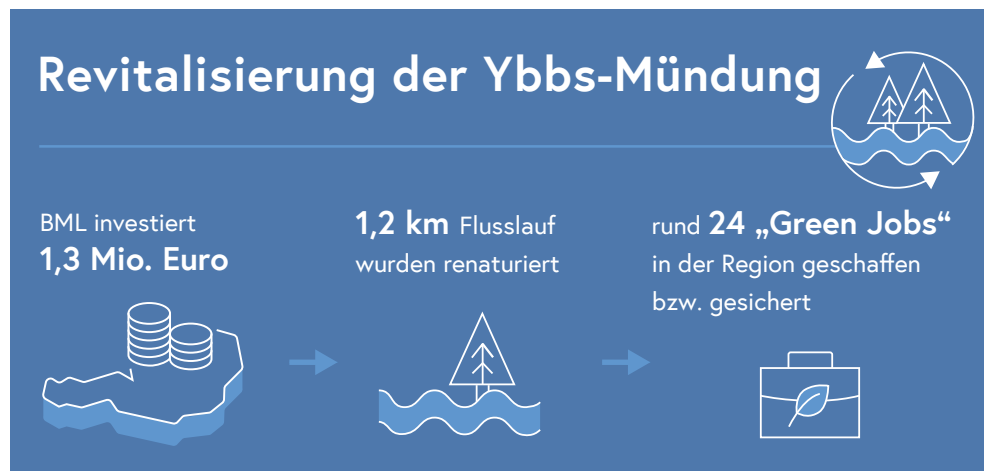 Revitalisierung der Ybbs-Mündung
BML investiert
1,3 Mio. Euro
1,2 km Flusslauf
wurden renaturiert
rund 24 „Green Jobs“
in der Region geschaffen
bzw. gesichert